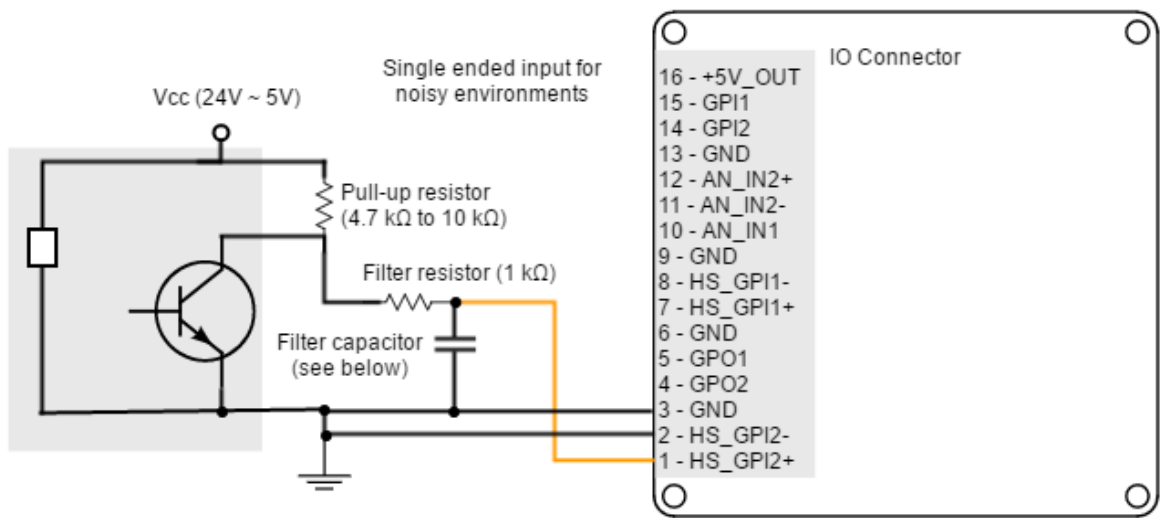 Single ended input for
noisy environments
IO Connector
Vcc (24V ~ 5V)
Pull-up resistor
(4.7 kΩ to 10 kΩ)
Filter resistor (1 kΩ)
Filter capacitor
(see below)
16 - +5V_OUT
15 - GPI1
14 - GPI2
13 - GND
12 - AN_IN2+
11 - AN_IN2-
10 - AN_IN1
9 - GND
8 - HS_GPI1-
7 - HS_GPI1+
6 - GND
5 - GPO1
4 - GPO2
3 - GND
2 - HS_GPI2-
1 - HS_GPI2+